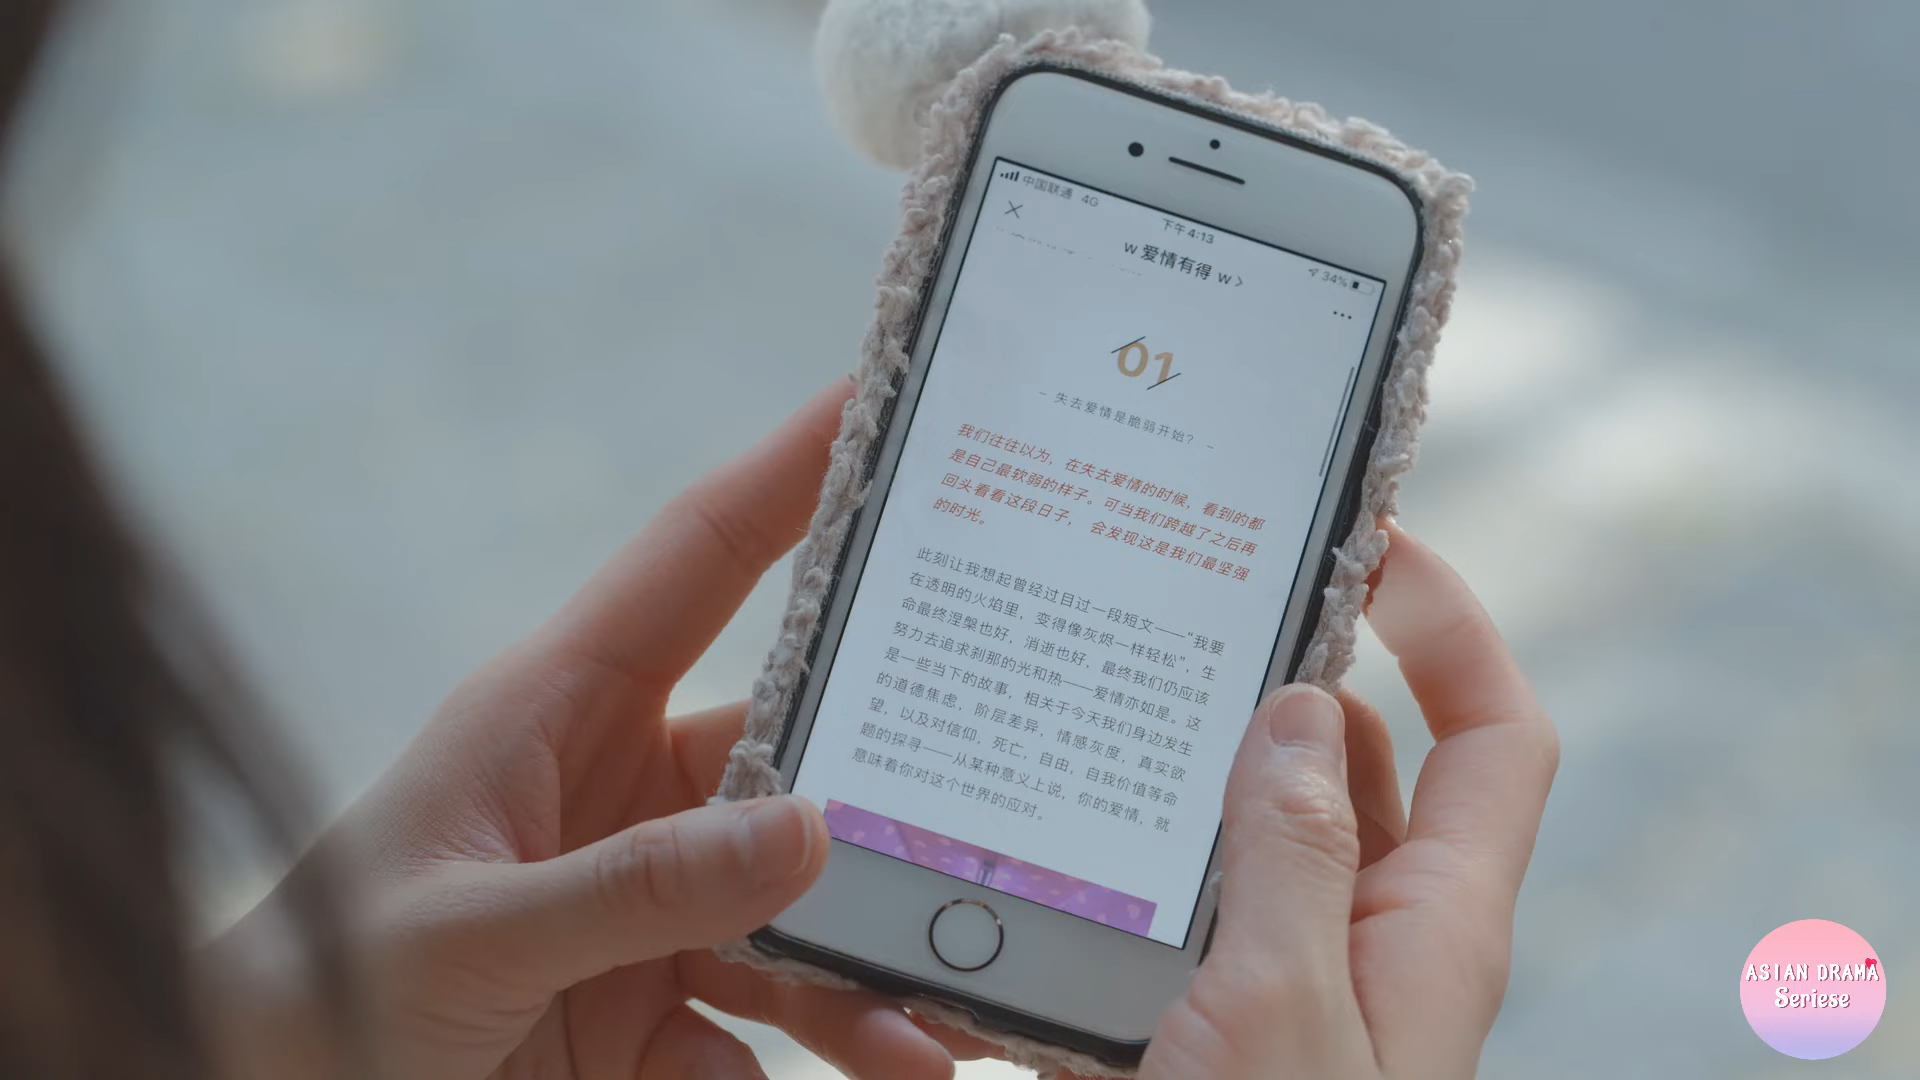 中国联通 4G
下午4:13
34%
w 爱情有得 w
01
- 失去爱情是脆弱开始? -
我们往往以为，在失去爱情的时候，看到的都
是自己最软弱的样子。可当我们跨越了之后再
回头看看这段日子， 会发现这是我们最坚强
的时光。
此刻让我想起曾经过目过一段短文——“我要
在透明的火焰里，变得像灰烬一样轻松”，生
命最终涅槃也好，消逝也好，最终我们仍应该
努力去追求刹那的光和热——爱情亦如是。这
是一些当下的故事，相关于今天我们身边发生
的道德焦虑，阶层差异，情感灰度，真实欲
望，以及对信仰，死亡，自由，自我价值等命
题的探寻——从某种意义上说，你的爱情，就
意味着你对这个世界的应对。
ASIAN DRAMA
Seriese